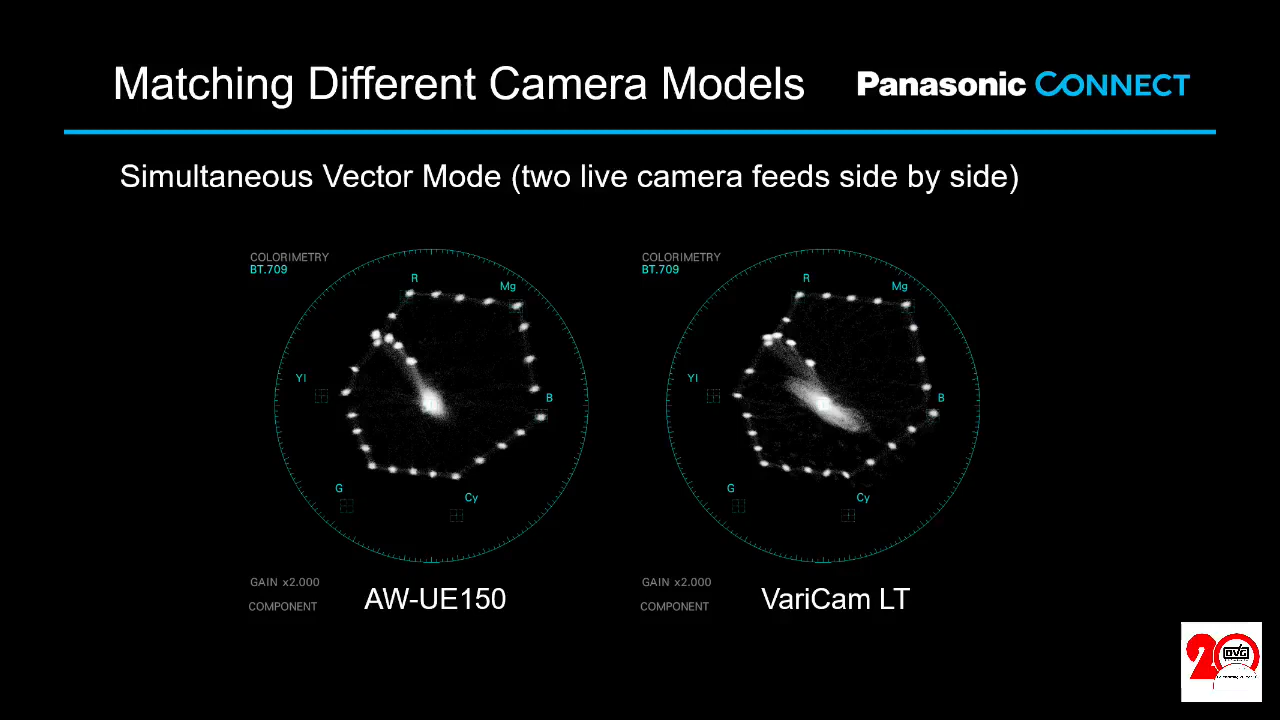 Matching Different Camera Models
Panasonic CONNECT
Simultaneous Vector Mode (two live camera feeds side by side)
COLORIMETRY
BT.709
R
Mg
Yl
B
G
Cy
GAIN x2.000
COMPONENT
AW-UE150
COLORIMETRY
BT.709
R
Mg
Yl
B
G
Cy
GAIN x2.000
COMPONENT
VariCam LT
20
DVG